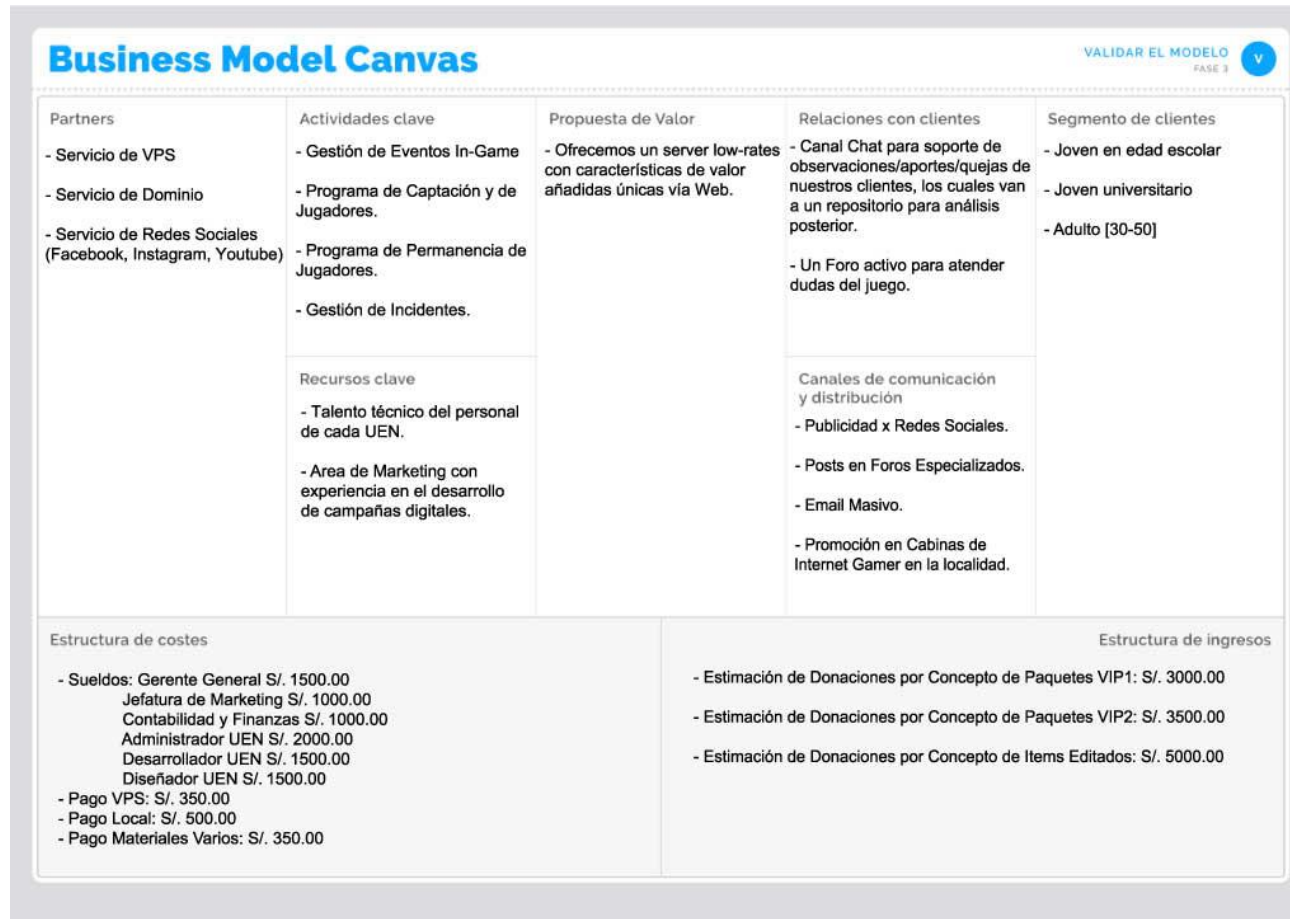 Business Model Canvas
VALIDAR EL MODELO
FASE 3
V
Partners
- Servicio de VPS
- Servicio de Dominio
- Servicio de Redes Sociales
(Facebook, Instagram, Youtube)
Actividades clave
- Gestión de Eventos In-Game
- Programa de Captación y de
Jugadores.
- Programa de Permanencia de
Jugadores.
- Gestión de Incidentes.
Recursos clave
- Talento técnico del personal
de cada UEN.
- Area de Marketing con
experiencia en el desarrollo
de campañas digitales.
Propuesta de Valor
- Ofrecemos un server low-rates
con características de valor
añadidas únicas vía Web.
Relaciones con clientes
- Canal Chat para soporte de
observaciones/aportes/quejas de
nuestros clientes, los cuales van
a un repositorio para análisis
posterior.
- Un Foro activo para atender
dudas del juego.
Canales de comunicación
y distribución
- Publicidad x Redes Sociales.
- Posts en Foros Especializados.
- Email Masivo.
- Promoción en Cabinas de
Internet Gamer en la localidad.
Segmento de clientes
- Joven en edad escolar
- Joven universitario
- Adulto [30-50]
Estructura de costes
- Sueldos: Gerente General S/. 1500.00
Jefatura de Marketing S/. 1000.00
Contabilidad y Finanzas S/. 1000.00
Administrador UEN S/. 2000.00
Desarrollador UEN S/. 1500.00
Diseñador UEN S/. 1500.00
- Pago VPS: S/. 350.00
- Pago Local: S/. 500.00
- Pago Materiales Varios: S/. 350.00
Estructura de ingresos
- Estimación de Donaciones por Concepto de Paquetes VIP1: S/. 3000.00
- Estimación de Donaciones por Concepto de Paquetes VIP2: S/. 3500.00
- Estimación de Donaciones por Concepto de Items Editados: S/. 5000.00